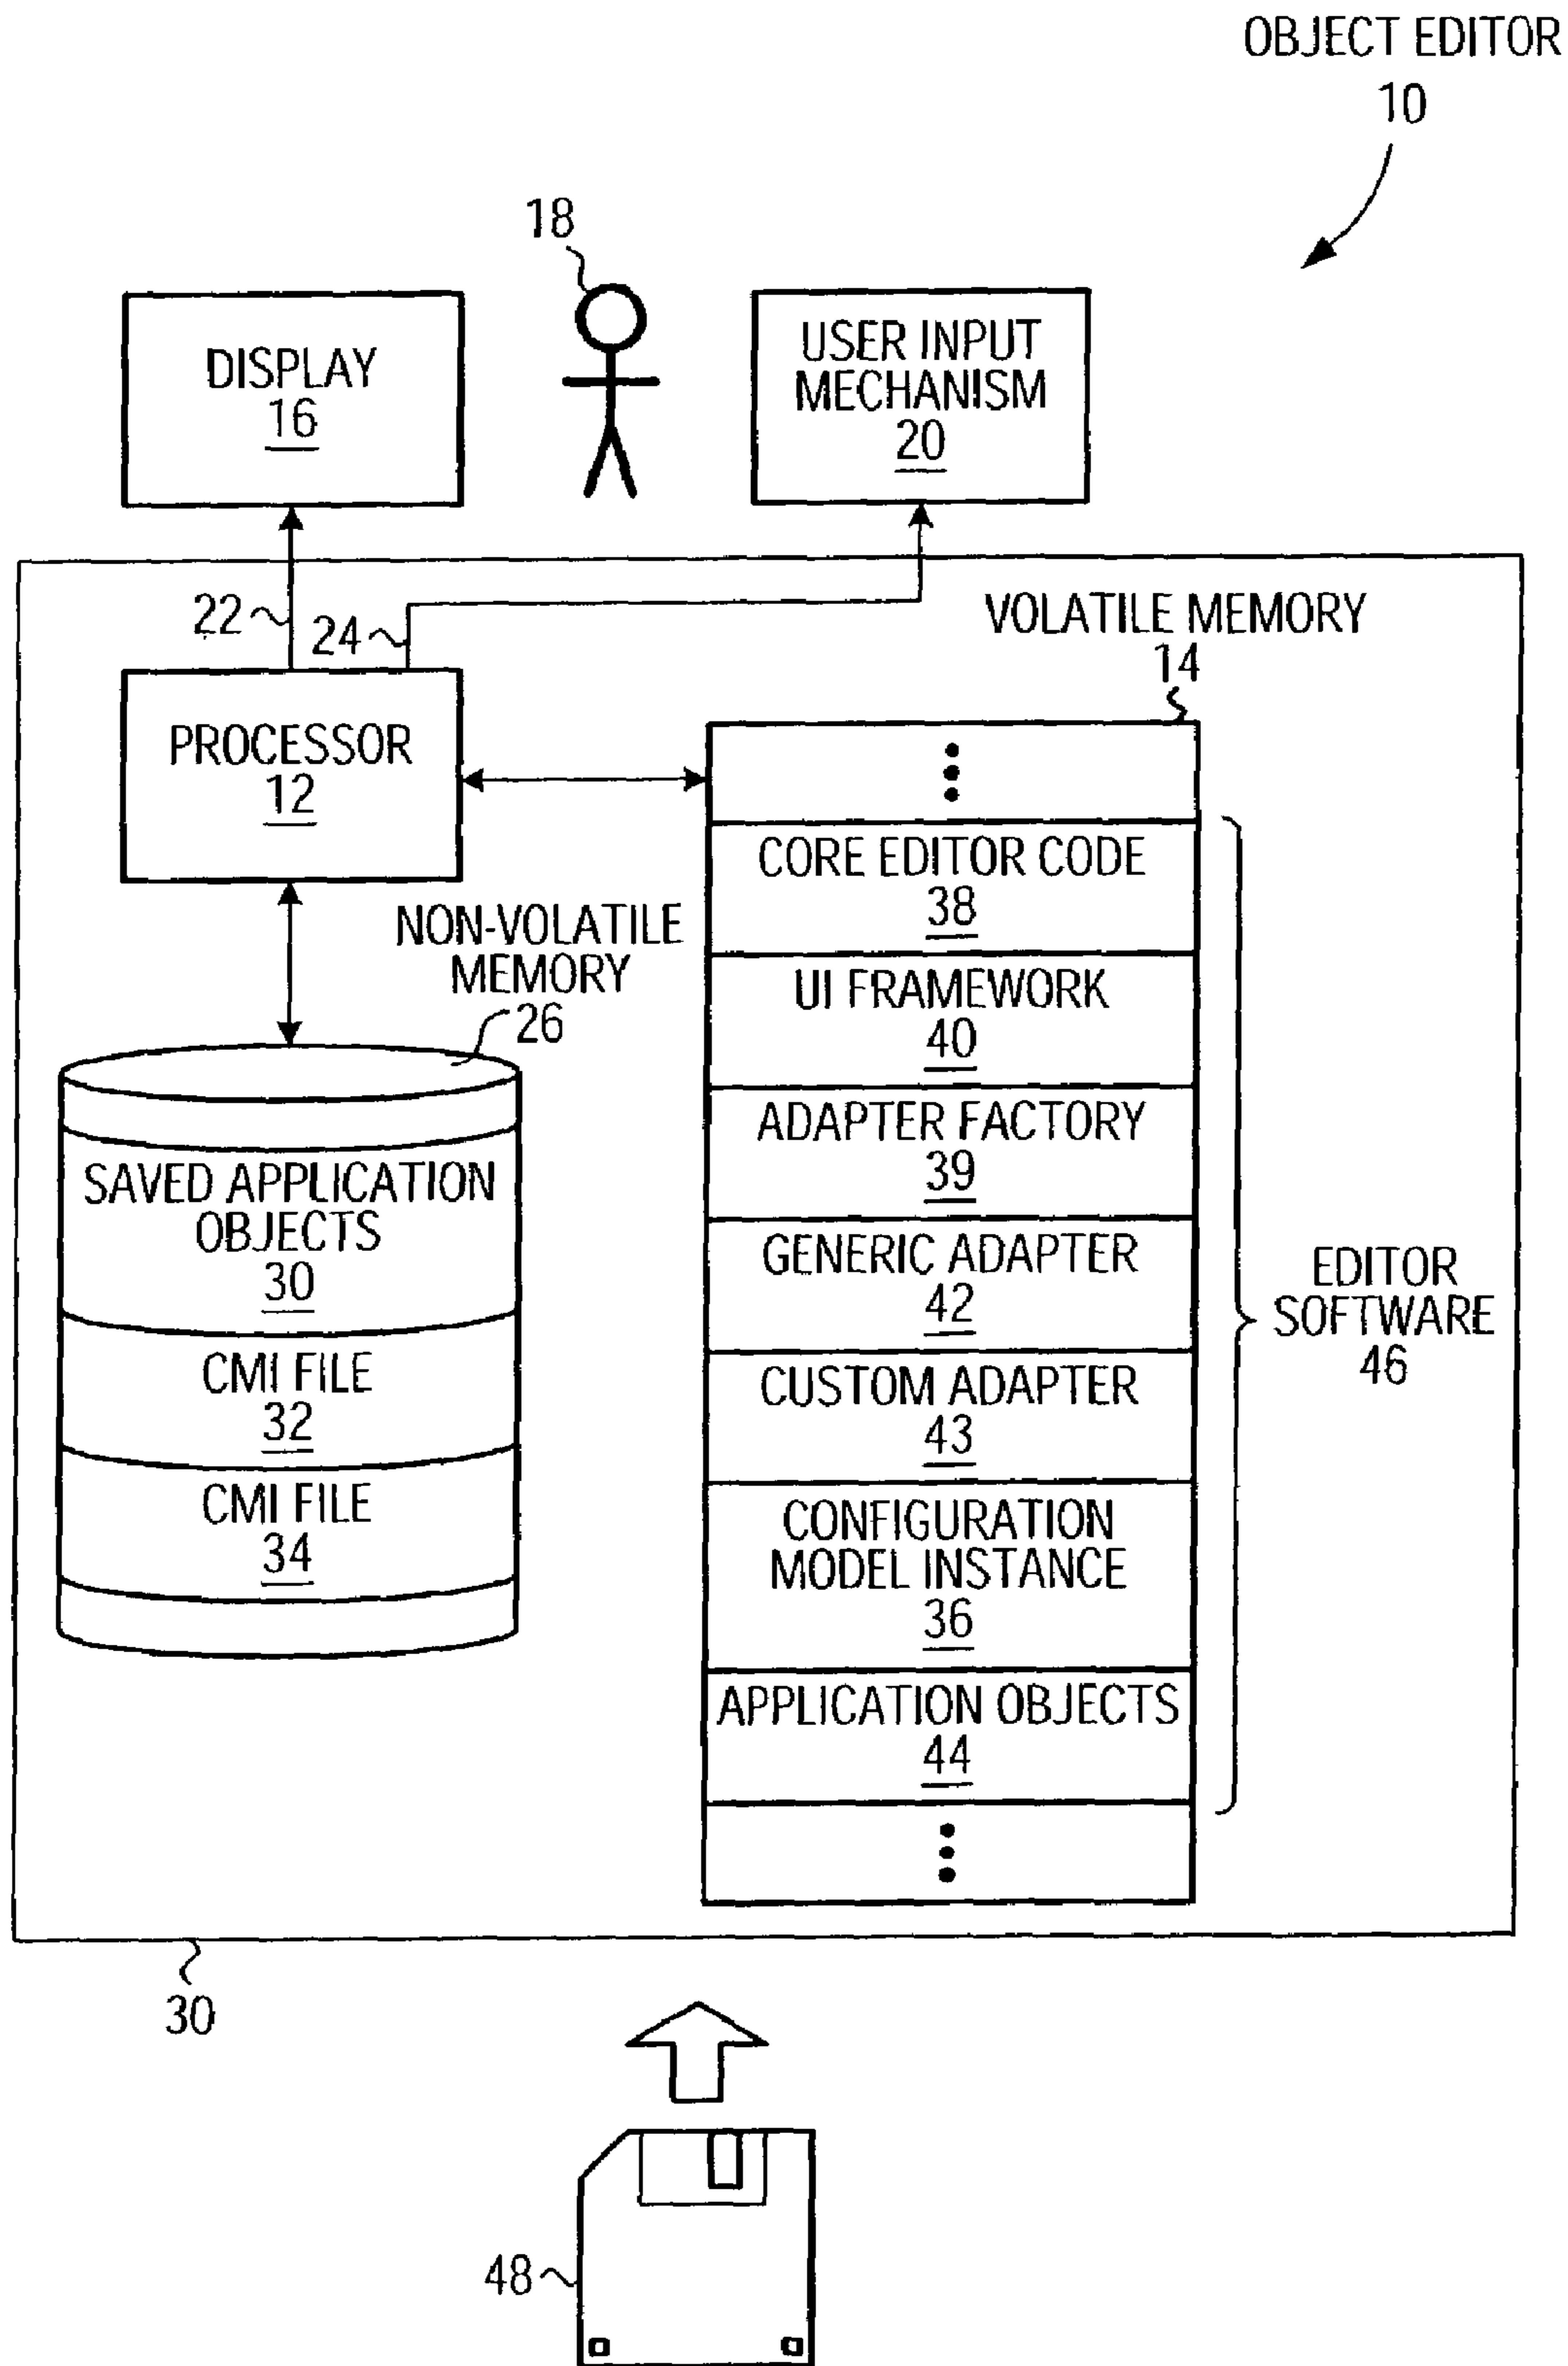 OBJECT EDITOR
10
18
DISPLAY
16
USER INPUT
MECHANISM
20
22
24
VOLATILE MEMORY
14
PROCESSOR
12
NON-VOLATILE
MEMORY
26
SAVED APPLICATION
OBJECTS
30
CMI FILE
32
CMI FILE
34
CORE EDITOR CODE
38
UI FRAMEWORK
40
ADAPTER FACTORY
39
GENERIC ADAPTER
42
CUSTOM ADAPTER
43
CONFIGURATION
MODEL INSTANCE
36
APPLICATION OBJECTS
44
EDITOR
SOFTWARE
46
30
48